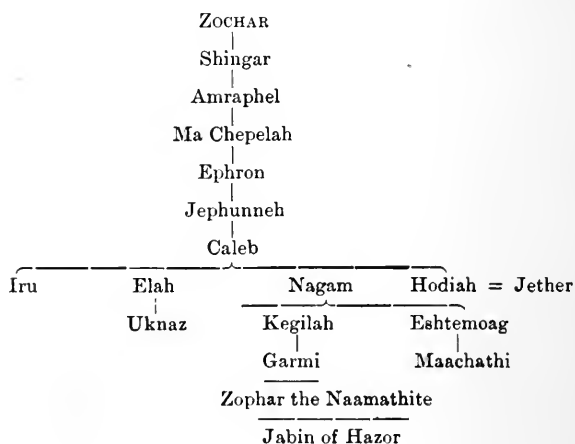 ZOCHAR
Shingar
Amraphel
Ma Chepelah
Ephron
Jephunneh
Caleb
Iru Elah Nagam Hodiah = Jether
Uknaz Kegilah Eshtemoag
Garmi Maachathi
Zophar the Naamathite
Jabin of Hazor